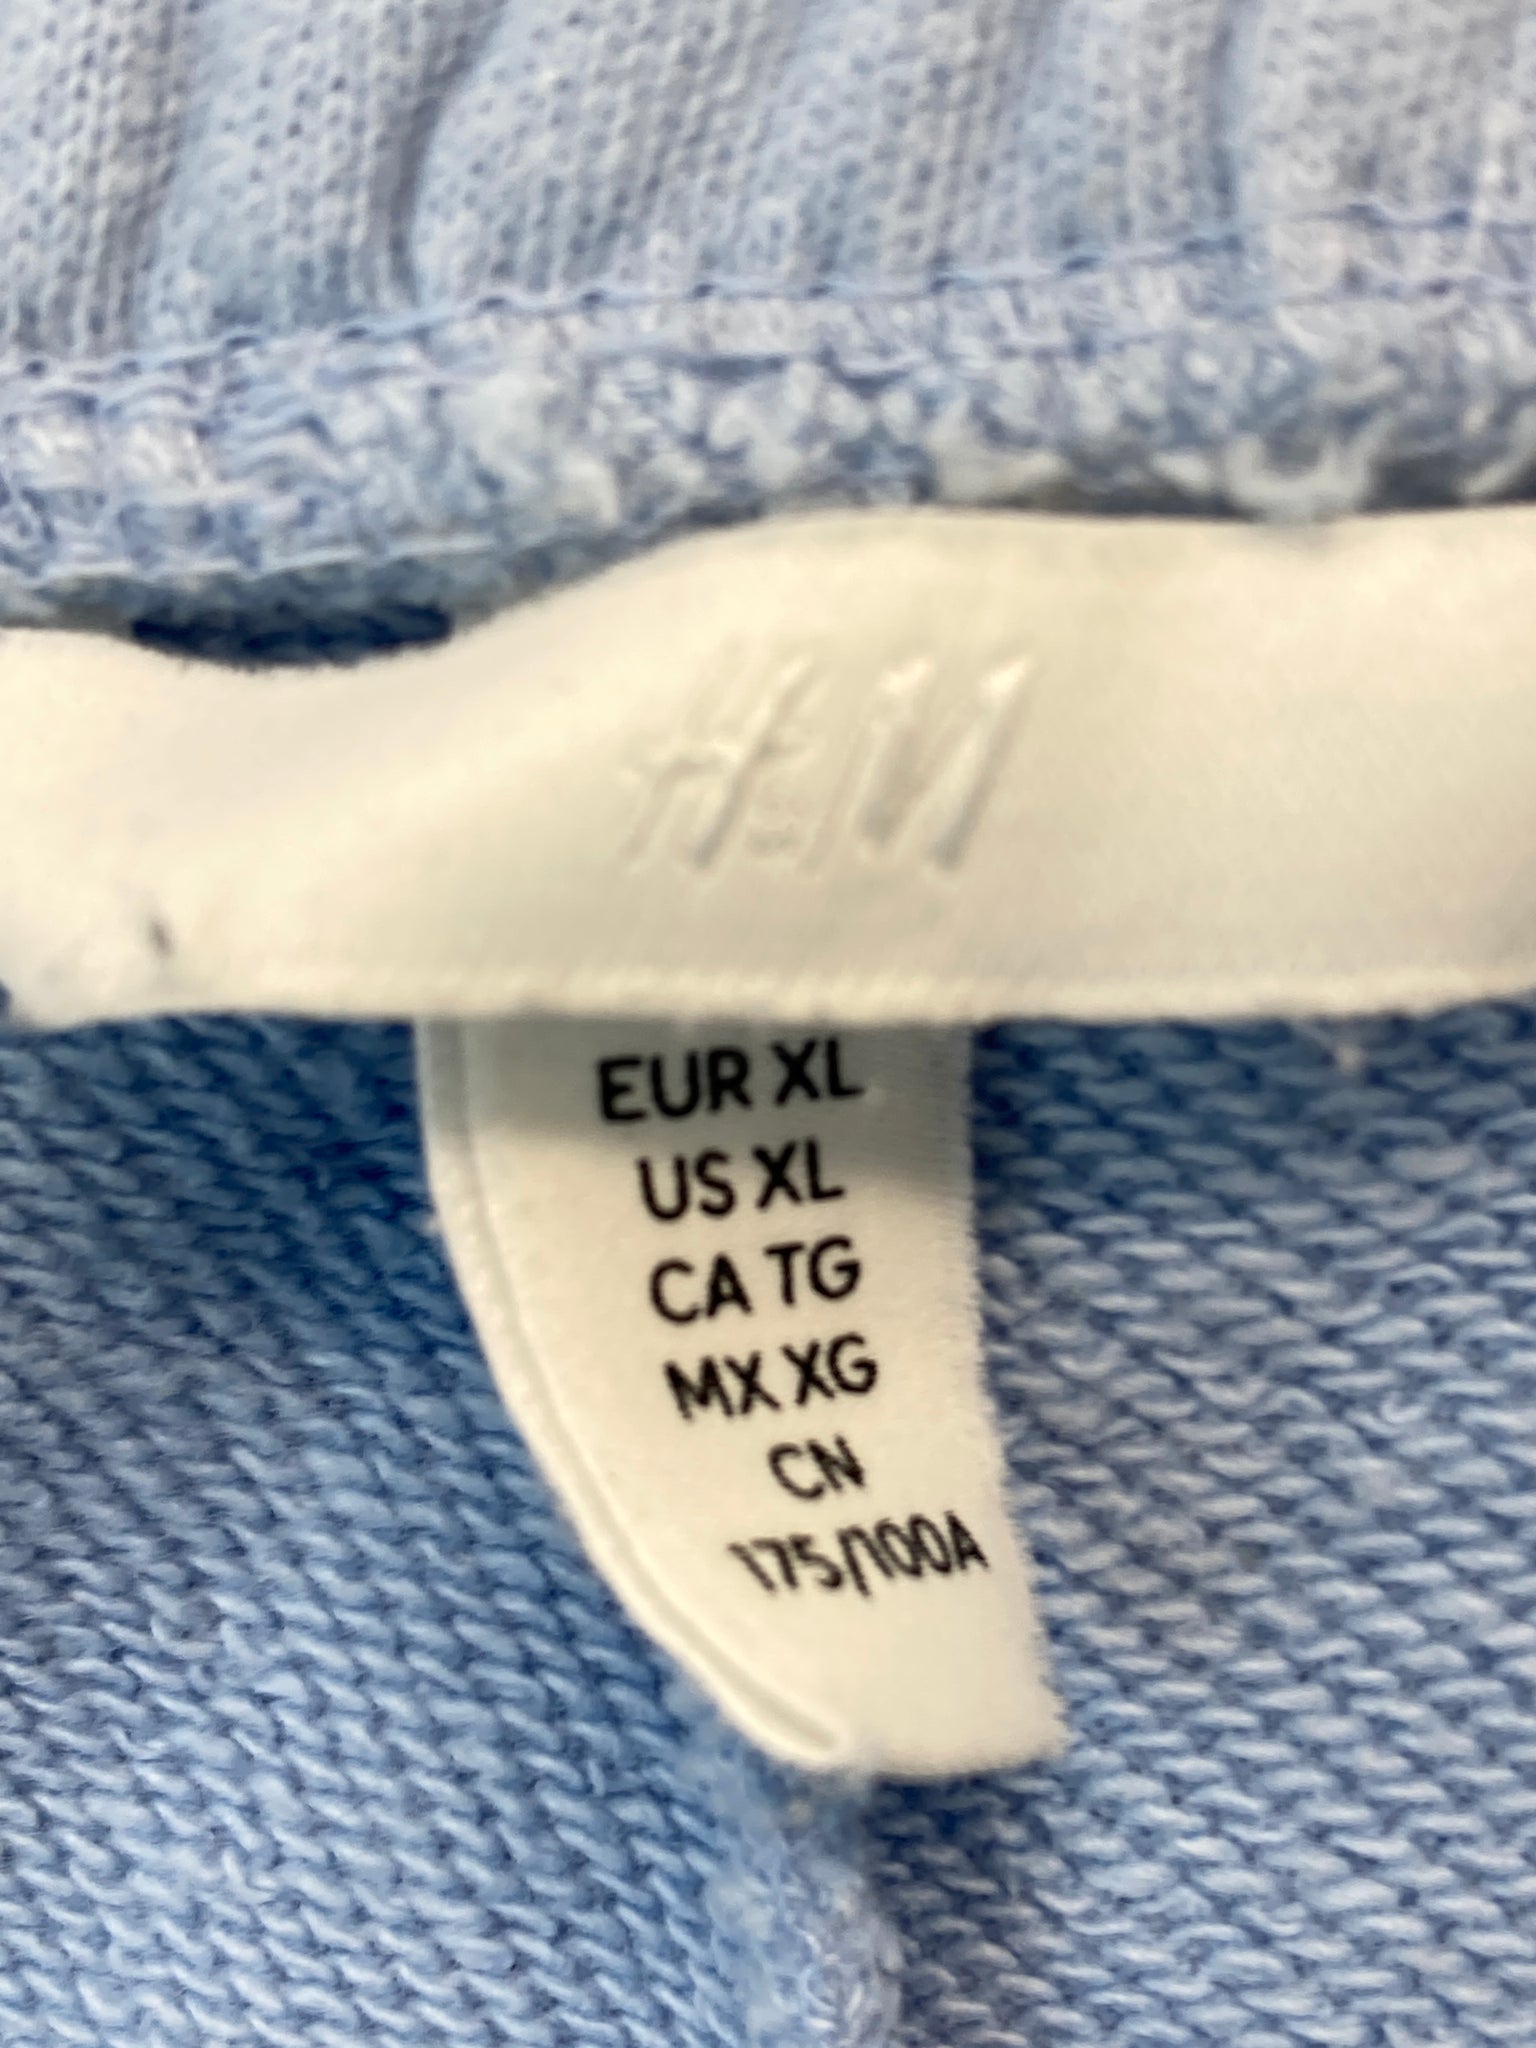 H&M
EUR XL
US XL
CA TG
MX XG
CN
175/100A